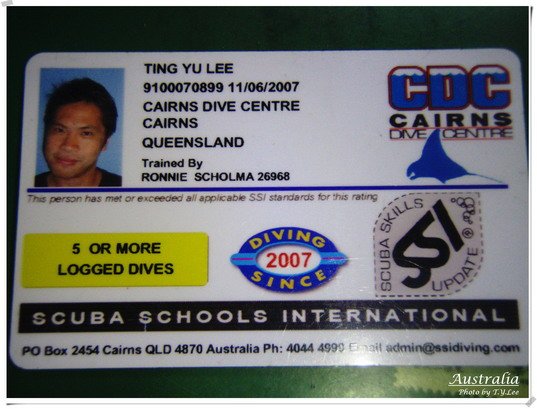 TING YU LEE
9100070899 11/06/2007
CAIRNS DIVE CENTRE
CAIRNS
QUEENSLAND
Trained By
RONNIE SCHOLMA 26968
CDC
CAIRNS
DIVE CENTRE
This person has met or exceeded all applicable SSI standards for this rating
5 OR MORE
LOGGED DIVES
DIVING
2007
SINCE
SCUBA SKILLS
SSI
UPDATE ®
SCUBA SCHOOLS INTERNATIONAL
PO Box 2454 Cairns QLD 4870 Australia Ph: 4044 4999 Email admin@ssidiving.com
Australia
Photo by T.Y.Lee